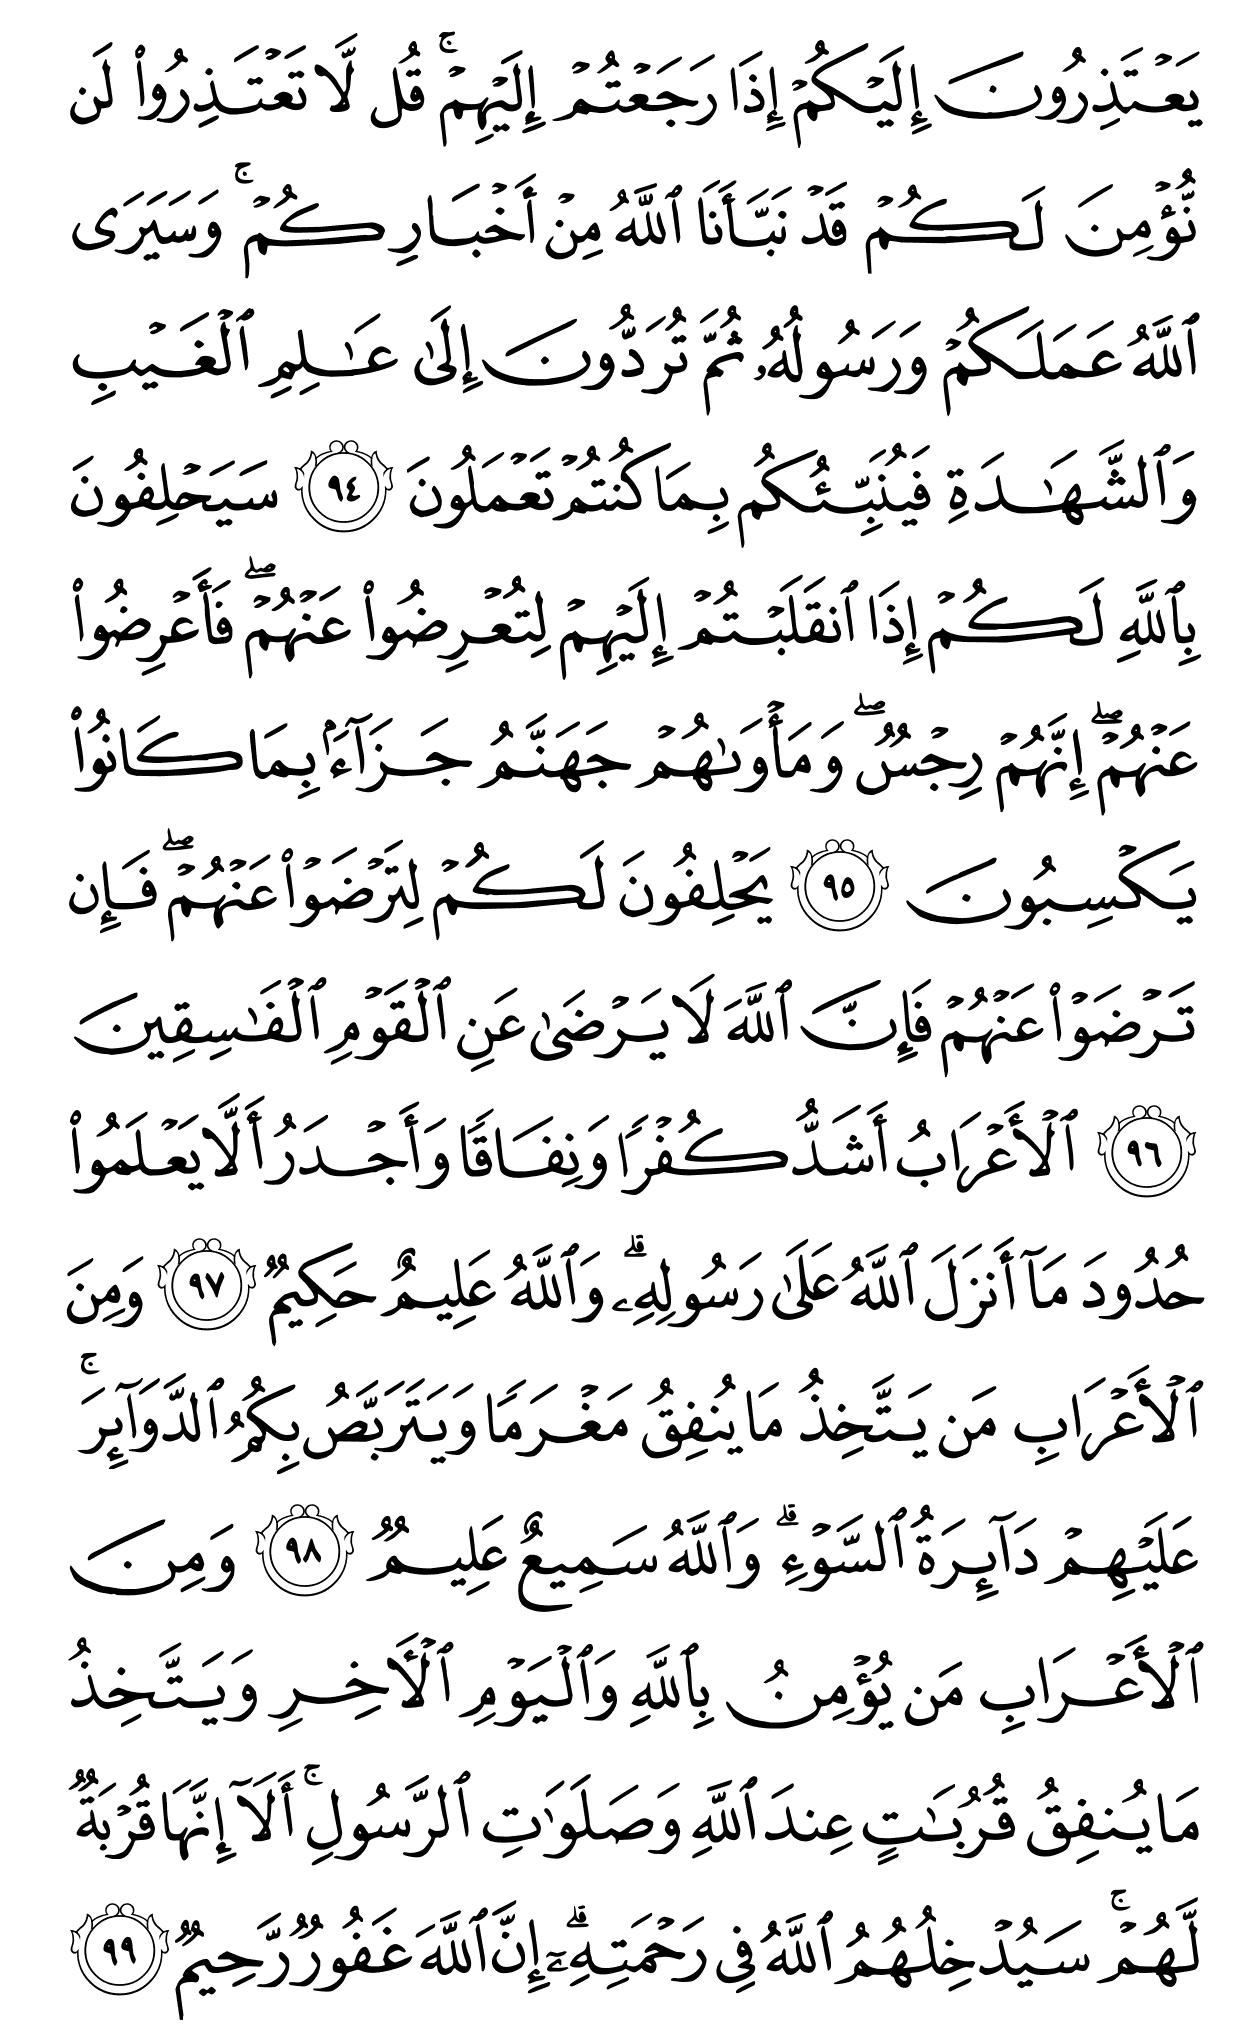 يَعۡتَذِرُونَ إِلَيۡكُمۡ إِذَا رَجَعۡتُمۡ إِلَيۡهِمۡۚ قُل لَّا تَعۡتَذِرُواْ لَن
نُّؤۡمِنَ لَكُمۡ قَدۡ نَبَّأَنَا ٱللَّهُ مِنۡ أَخۡبَارِكُمۡۚ وَسَيَرَى
ٱللَّهُ عَمَلَكُمۡ وَرَسُولُهُۥ ثُمَّ تُرَدُّونَ إِلَىٰ عَٰلِمِ ٱلۡغَيۡبِ
وَٱلشَّهَٰدَةِ فَيُنَبِّئُكُم بِمَا كُنتُمۡ تَعۡمَلُونَ ٩٤ سَيَحۡلِفُونَ
بِٱللَّهِ لَكُمۡ إِذَا ٱنقَلَبۡتُمۡ إِلَيۡهِمۡ لِتُعۡرِضُواْ عَنۡهُمۡۖ فَأَعۡرِضُواْ
عَنۡهُمۡۖ إِنَّهُمۡ رِجۡسٞۖ وَمَأۡوَىٰهُمۡ جَهَنَّمُ جَزَآءَۢ بِمَا كَانُواْ
يَكۡسِبُونَ ٩٥ يَحۡلِفُونَ لَكُمۡ لِتَرۡضَوۡاْ عَنۡهُمۡۖ فَإِن
تَرۡضَوۡاْ عَنۡهُمۡ فَإِنَّ ٱللَّهَ لَا يَرۡضَىٰ عَنِ ٱلۡقَوۡمِ ٱلۡفَٰسِقِينَ
٩٦ ٱلۡأَعۡرَابُ أَشَدُّ كُفۡرٗا وَنِفَاقٗا وَأَجۡدَرُ أَلَّا يَعۡلَمُواْ
حُدُودَ مَآ أَنزَلَ ٱللَّهُ عَلَىٰ رَسُولِهِۦۗ وَٱللَّهُ عَلِيمٌ حَكِيمٞ ٩٧ وَمِنَ
ٱلۡأَعۡرَابِ مَن يَتَّخِذُ مَا يُنفِقُ مَغۡرَمٗا وَيَتَرَبَّصُ بِكُمُ ٱلدَّوَآئِرَۚ
عَلَيۡهِمۡ دَآئِرَةُ ٱلسَّوۡءِۗ وَٱللَّهُ سَمِيعٌ عَلِيمٞ ٩٨ وَمِنَ
ٱلۡأَعۡرَابِ مَن يُؤۡمِنُ بِٱللَّهِ وَٱلۡيَوۡمِ ٱلۡأٓخِرِ وَيَتَّخِذُ
مَا يُنفِقُ قُرُبَٰتٍ عِندَ ٱللَّهِ وَصَلَوَٰتِ ٱلرَّسُولِۚ أَلَآ إِنَّهَا قُرۡبَةٞ
لَّهُمۡۚ سَيُدۡخِلُهُمُ ٱللَّهُ فِي رَحۡمَتِهِۦٓۗ إِنَّ ٱللَّهَ غَفُورٞ رَّحِيمٞ ٩٩